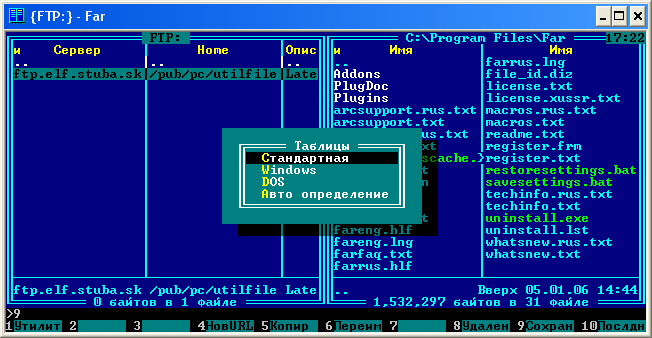 {FTP:} - Far
FTP:
и Сервер Home Опис
..
ftp.elf.stuba.sk /pub/pc/utilfile Late
ftp.elf.stuba.sk /pub/pc/utilfile Late
0 байтов в 1 файле
C:\Program Files\Far 17:22
и Имя Имя
.. farrus.lng
Addons file_id.diz
PlugDoc license.txt
Plugins license.xussr.txt
arcsupport.rus.txt macros.rus.txt
arcsupport.txt macros.txt
us.txt readme.txt
xt register.frm
scache.} register.txt
t restoresettings.bat
n savesettings.bat
techinfo.rus.txt
techinfo.txt
t uninstall.exe
fareng.hlf uninstall.lst
fareng.lng whatsnew.rus.txt
farfaq.txt whatsnew.txt
farrus.hlf
.. Вверх 05.01.06 14:44
1,532,297 байтов в 31 файле
Таблицы
Стандартная
Windows
DOS
Авто определение
>9
1Утилит 2 3 4НовURL 5Копир 6Переим 7 8Удален 9Сохран 10Послдн